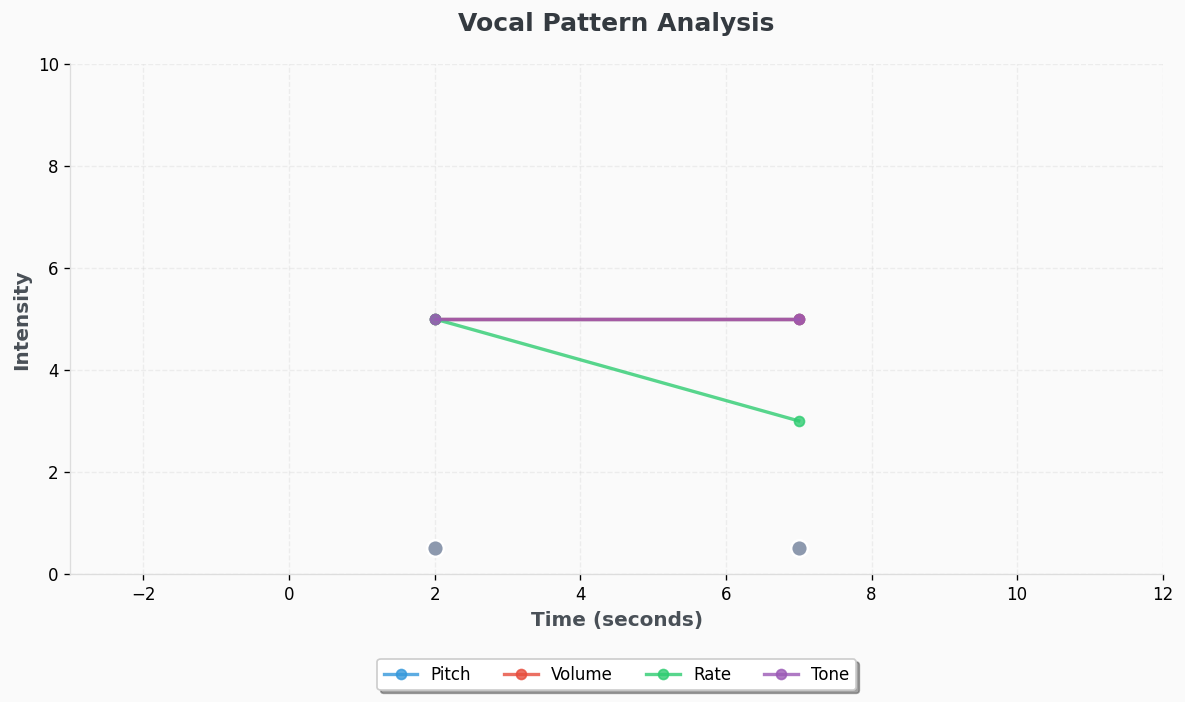 Vocal Pattern Analysis
10
8
6
4
2
0
Intensity
−2 0 2 4 6 8 10 12
Time (seconds)
Pitch Volume Rate Tone